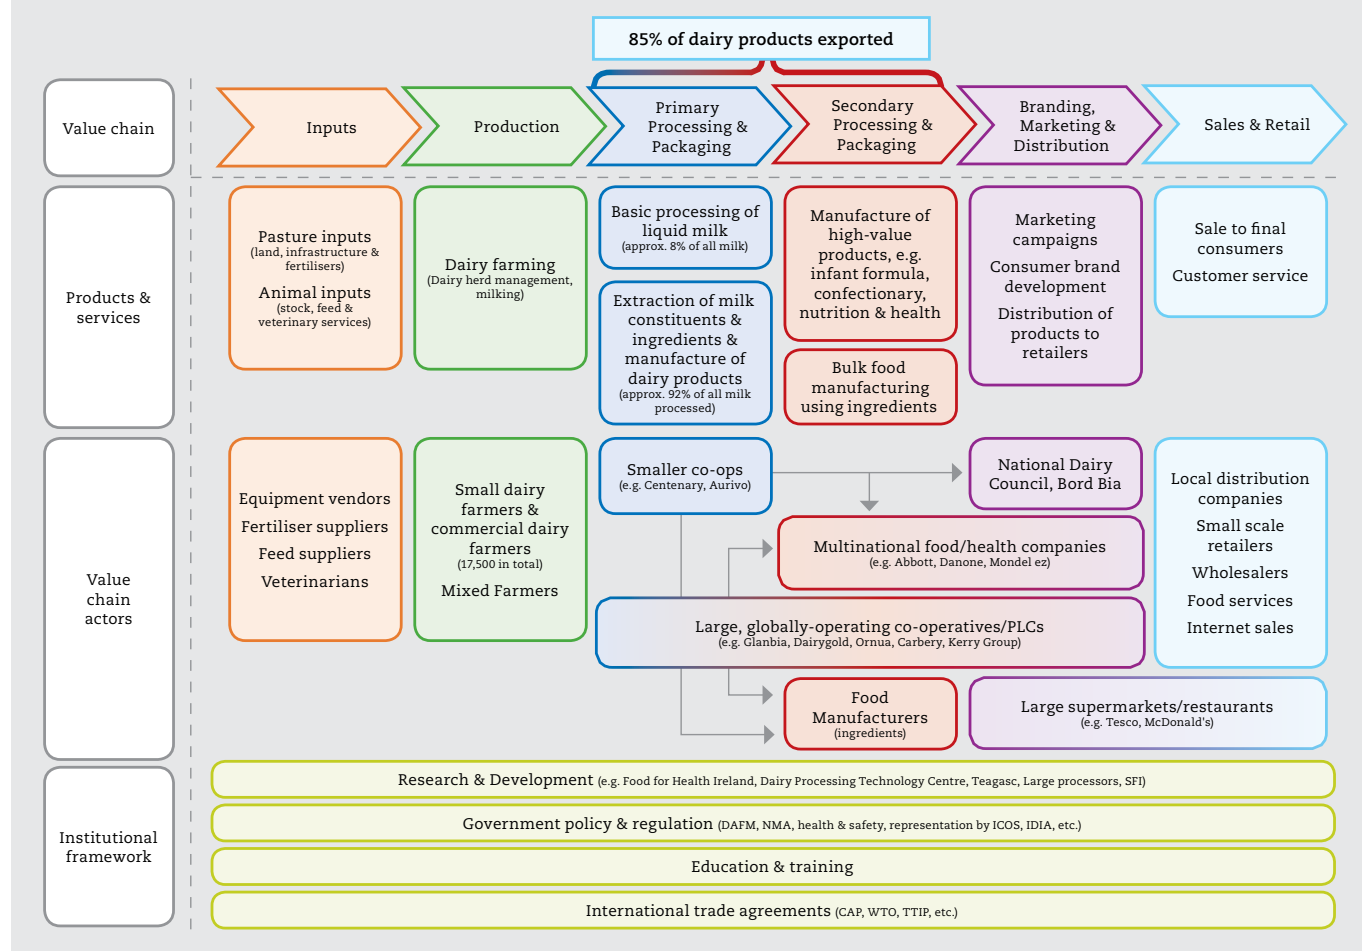 85% of dairy products exported
Value chain
Inputs
Production
Primary
Processing &
Packaging
Secondary
Processing &
Packaging
Branding,
Marketing &
Distribution
Sales & Retail
Products &
services
Pasture inputs
(land, infrastructure &
fertilisers)
Animal inputs
(stock, feed &
veterinary services)
Dairy farming
(Dairy herd management,
milking)
Basic processing of
liquid milk
(approx. 8% of all milk)
Extraction of milk
constituents &
ingredients &
manufacture of
dairy products
(approx. 92% of all milk
processed)
Manufacture of
high-value
products, e.g.
infant formula,
confectionary,
nutrition & health
Bulk food
manufacturing
using ingredients
Marketing
campaigns
Consumer brand
development
Distribution of
products to
retailers
Sale to final
consumers
Customer service
Value
chain
actors
Equipment vendors
Fertiliser suppliers
Feed suppliers
Veterinarians
Small dairy
farmers &
commercial dairy
farmers
(17,500 in total)
Mixed Farmers
Smaller co-ops
(e.g. Centenary, Aurivo)
National Dairy
Council, Bord Bia
Multinational food/health companies
(e.g. Abbott, Danone, Mondel ez)
Large, globally-operating co-operatives/PLCs
(e.g. Glanbia, Dairygold, Ornua, Carbery, Kerry Group)
Food
Manufacturers
(ingredients)
Local distribution
companies
Small scale
retailers
Wholesalers
Food services
Internet sales
Large supermarkets/restaurants
(e.g. Tesco, McDonald's)
Institutional
framework
Research & Development (e.g. Food for Health Ireland, Dairy Processing Technology Centre, Teagasc, Large processors, SFI)
Government policy & regulation (DAFM, NMA, health & safety, representation by ICOS, IDIA, etc.)
Education & training
International trade agreements (CAP, WTO, TTIP, etc.)